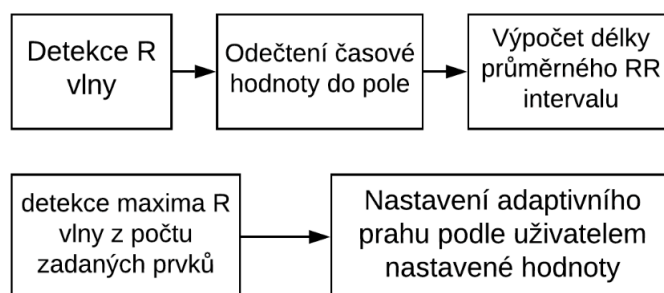 Detekce R
vlny
Odečtení časové
hodnoty do pole
Výpočet délky
průměrného RR
intervalu
detekce maxima R
vlny z počtu
zadaných prvků
Nastavení adaptivního
prahu podle uživatelem
nastavené hodnoty